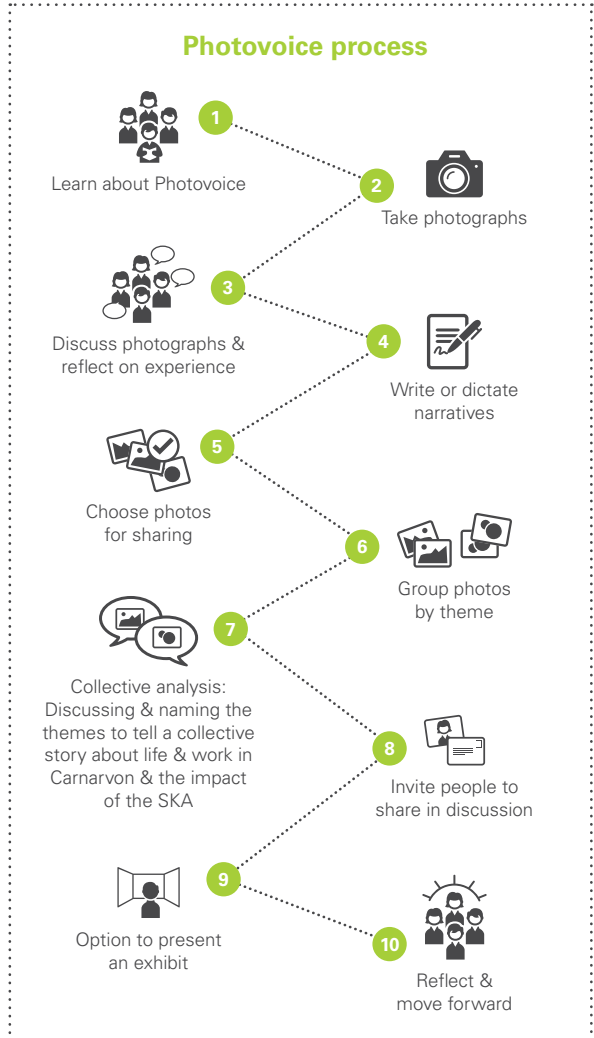 Photovoice process
1
Learn about Photovoice
2
Take photographs
3
Discuss photographs &
reflect on experience
4
Write or dictate
narratives
5
Choose photos
for sharing
6
Group photos
by theme
7
Collective analysis:
Discussing & naming the
themes to tell a collective
story about life & work in
Carnarvon & the impact
of the SKA
8
Invite people to
share in discussion
9
Option to present
an exhibit
10
Reflect &
move forward